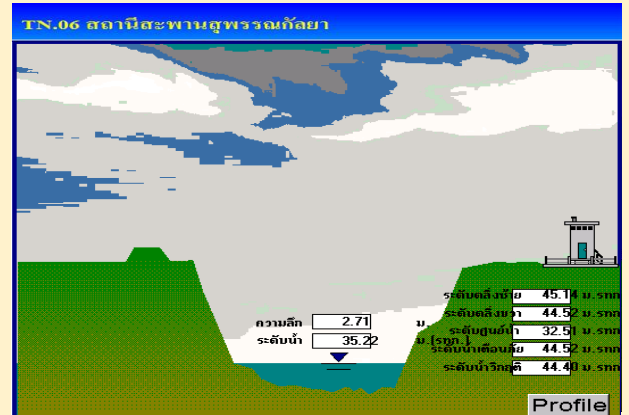 TN.06 สถานีสะพานสุพรรณกัลยา
ความลึก 2.71 ม.
ระดับน้ำ 35.22 ม.(รทก.)
ระดับตลิ่งซ้าย 45.14 ม.รทก
ระดับตลิ่งขวา 44.52 ม.รทก
ระดับศูนย์น้ำ 32.51 ม.รทก
ระดับน้ำเตือนภัย 44.52 ม.รทก
ระดับน้ำวิกฤติ 44.40 ม.รทก
Profile